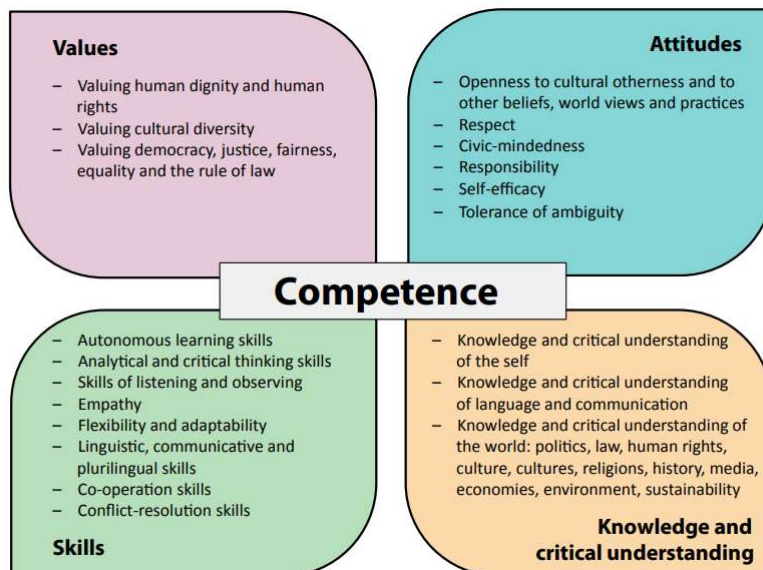 Values
– Valuing human dignity and human
rights
– Valuing cultural diversity
– Valuing democracy, justice, fairness,
equality and the rule of law
Attitudes
– Openness to cultural otherness and to
other beliefs, world views and practices
– Respect
– Civic-mindedness
– Responsibility
– Self-efficacy
– Tolerance of ambiguity
Competence
– Autonomous learning skills
– Analytical and critical thinking skills
– Skills of listening and observing
– Empathy
– Flexibility and adaptability
– Linguistic, communicative and
plurilingual skills
– Co-operation skills
– Conflict-resolution skills
Skills
– Knowledge and critical understanding
of the self
– Knowledge and critical understanding
of language and communication
– Knowledge and critical understanding of
the world: politics, law, human rights,
culture, cultures, religions, history, media,
economies, environment, sustainability
Knowledge and
critical understanding